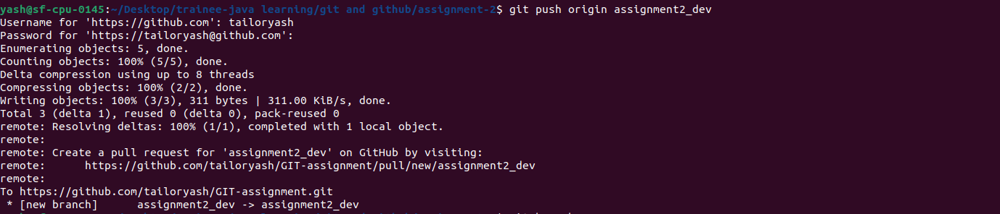 yash@sf-cpu-0145:~/Desktop/trainee-java learning/git and github/assignment-2$ git push origin assignment2_dev
Username for 'https://github.com': tailoryash
Password for 'https://tailoryash@github.com':
Enumerating objects: 5, done.
Counting objects: 100% (5/5), done.
Delta compression using up to 8 threads
Compressing objects: 100% (2/2), done.
Writing objects: 100% (3/3), 311 bytes | 311.00 KiB/s, done.
Total 3 (delta 1), reused 0 (delta 0), pack-reused 0
remote: Resolving deltas: 100% (1/1), completed with 1 local object.
remote:
remote: Create a pull request for 'assignment2_dev' on GitHub by visiting:
remote:      https://github.com/tailoryash/GIT-assignment/pull/new/assignment2_dev
remote:
To https://github.com/tailoryash/GIT-assignment.git
 * [new branch]      assignment2_dev -> assignment2_dev